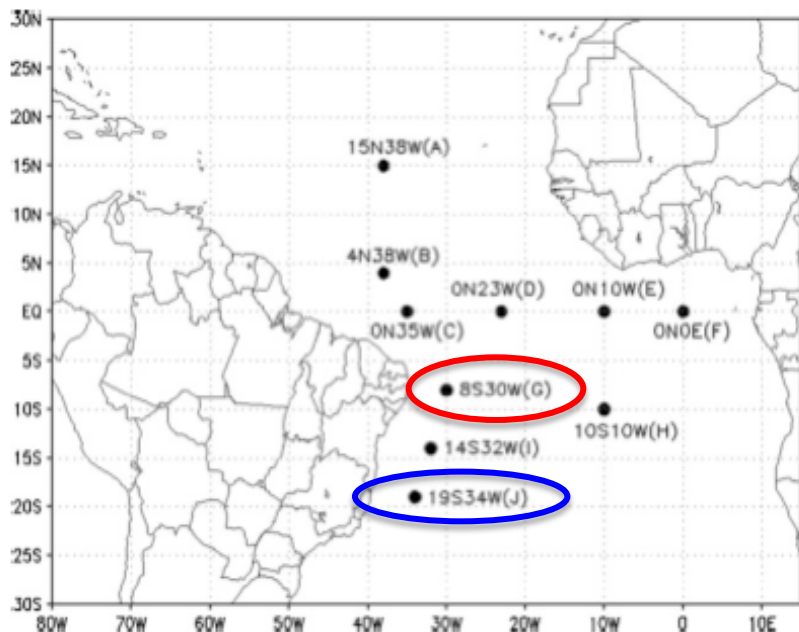 30N
25N
20N
15N
10N
5N
EQ
5S
10S
15S
20S
25S
30S
15N38W(A)
4N38W(B)
0N23W(D)
0N10W(E)
0N35W(C)
0N0E(F)
8S30W(G)
10S10W(H)
14S32W(I)
19S34W(J)
80W 70W 60W 50W 40W 30W 20W 10W 0 10E